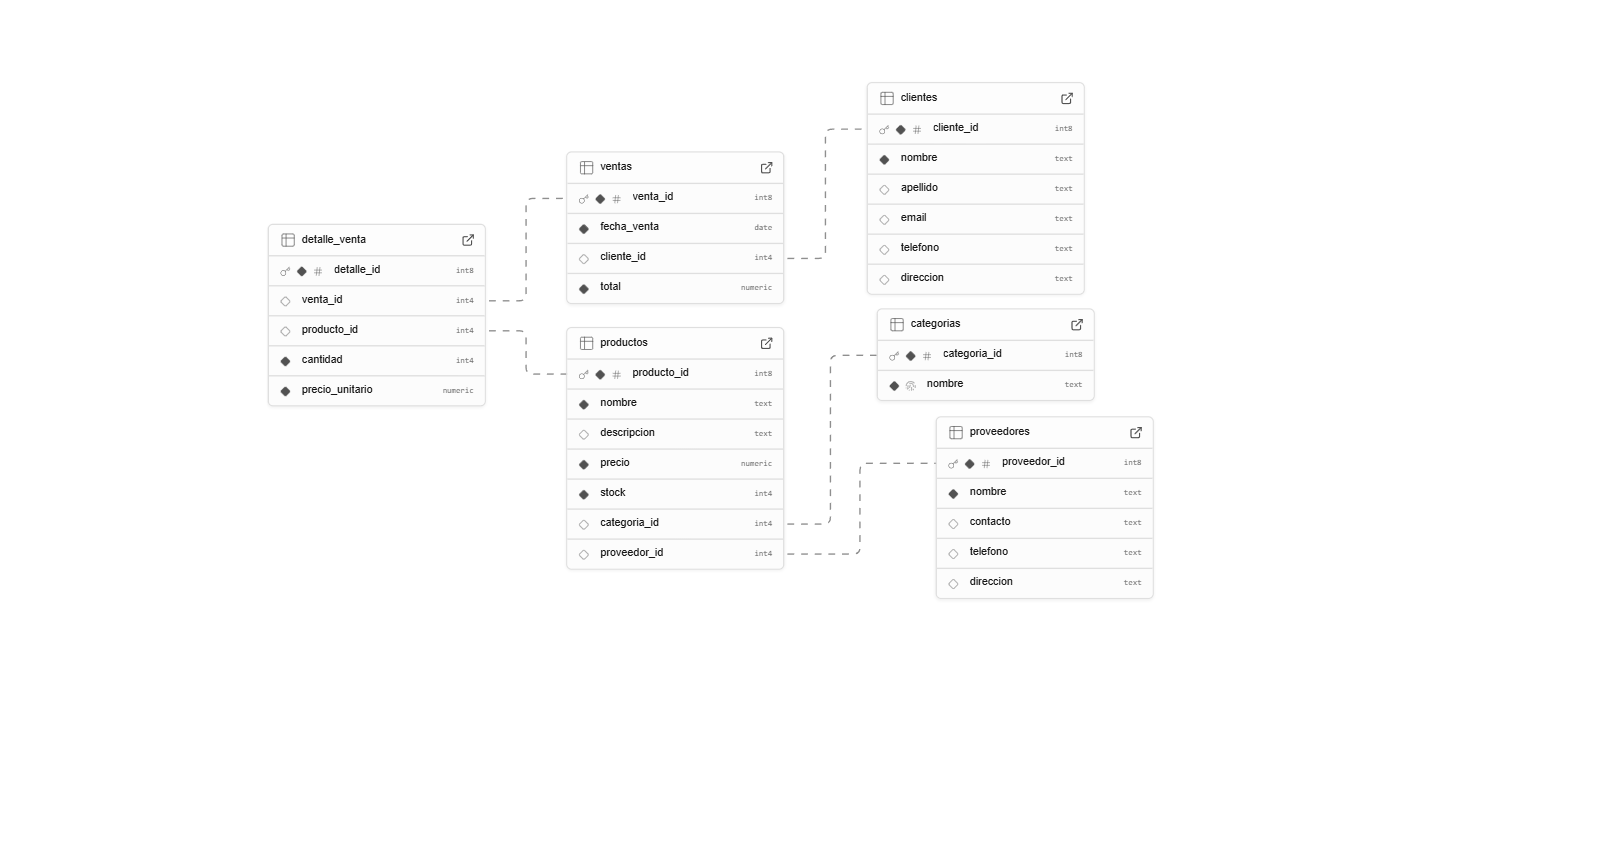 detalle_venta
detalle_id int8
venta_id int4
producto_id int4
cantidad int4
precio_unitario numeric
ventas
venta_id int8
fecha_venta date
cliente_id int4
total numeric
productos
producto_id int8
nombre text
descripcion text
precio numeric
stock int4
categoria_id int4
proveedor_id int4
clientes
cliente_id int8
nombre text
apellido text
email text
telefono text
direccion text
categorias
categoria_id int8
nombre text
proveedores
proveedor_id int8
nombre text
contacto text
telefono text
direccion text